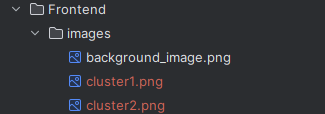 Frontend
images
background_image.png
cluster1.png
cluster2.png